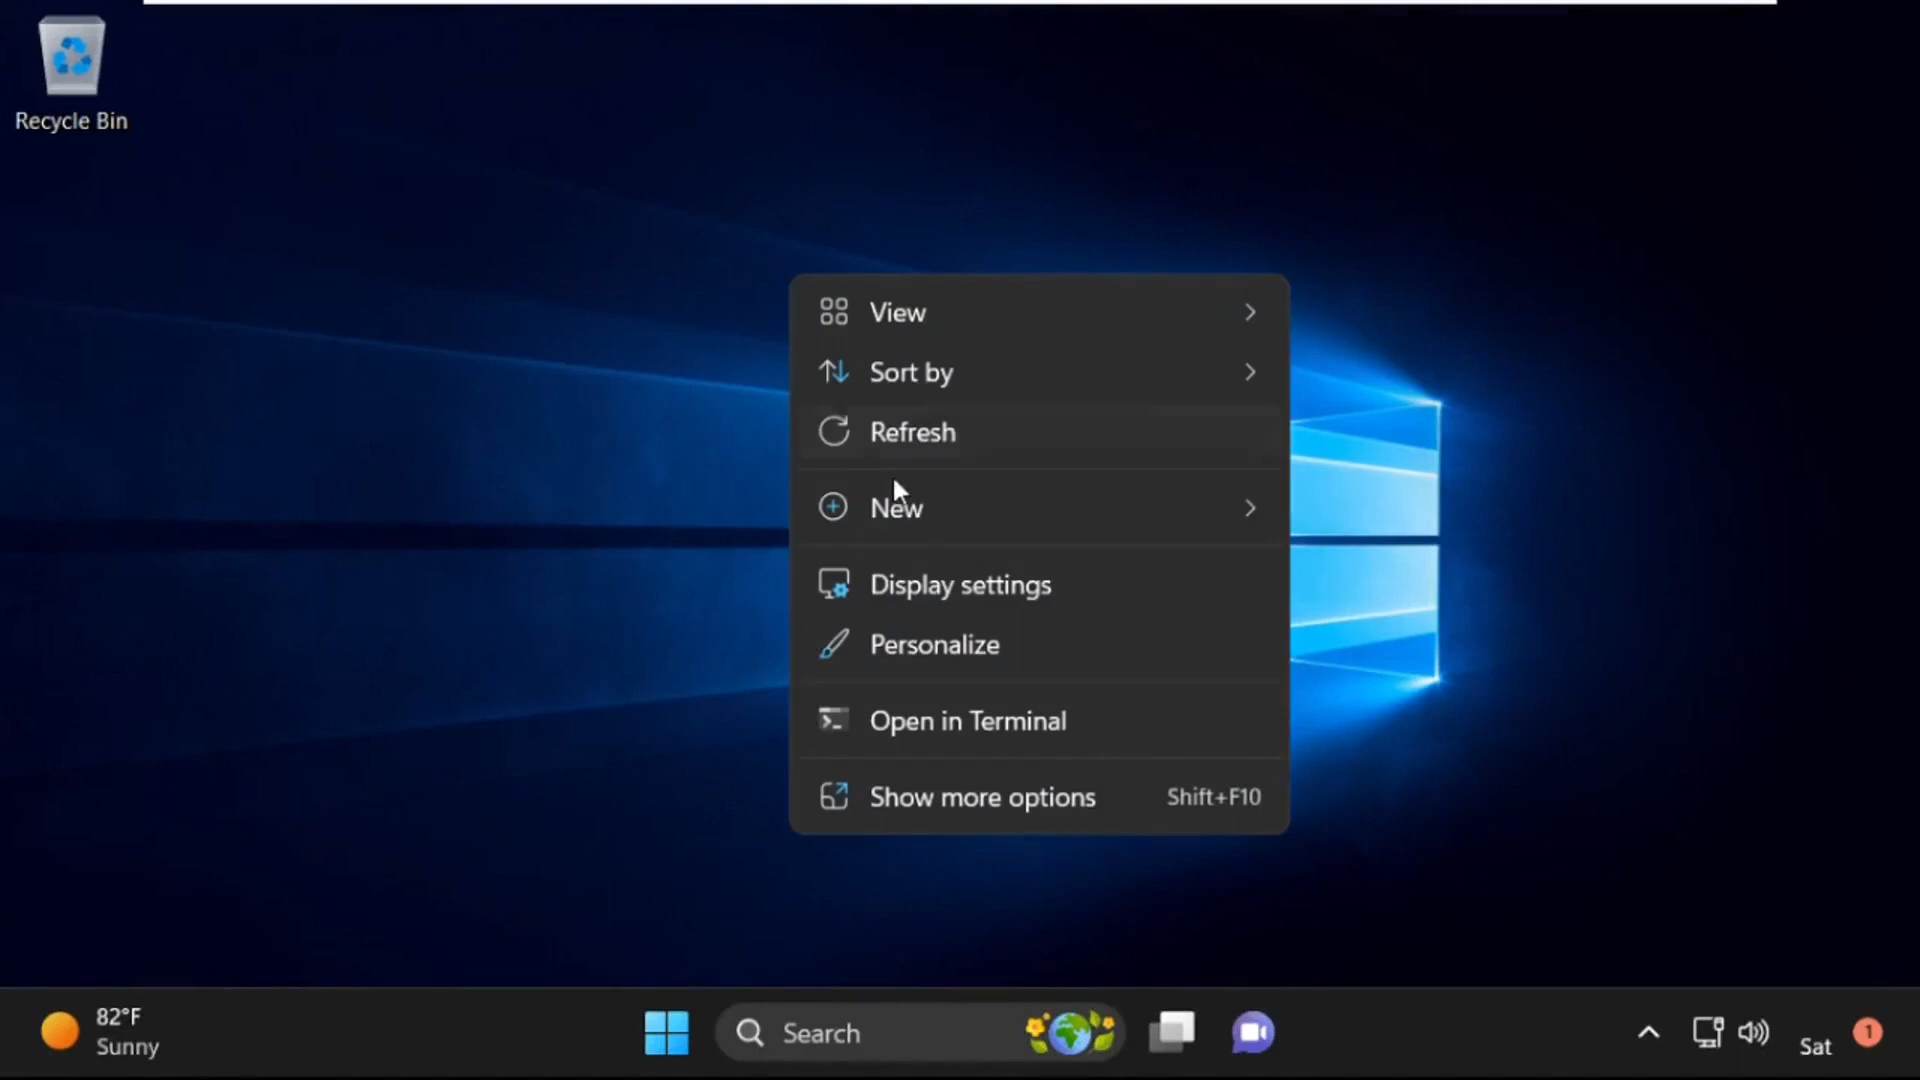 Recycle Bin
View
Sort by
Refresh
New
Display settings
Personalize
Open in Terminal
Show more options Shift+F10
82°F
Sunny
Search
Sat
1